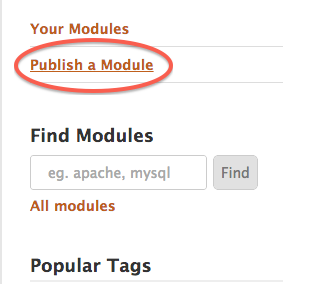 Your Modules
Publish a Module
Find Modules
eg. apache, mysql Find
All modules
Popular Tags